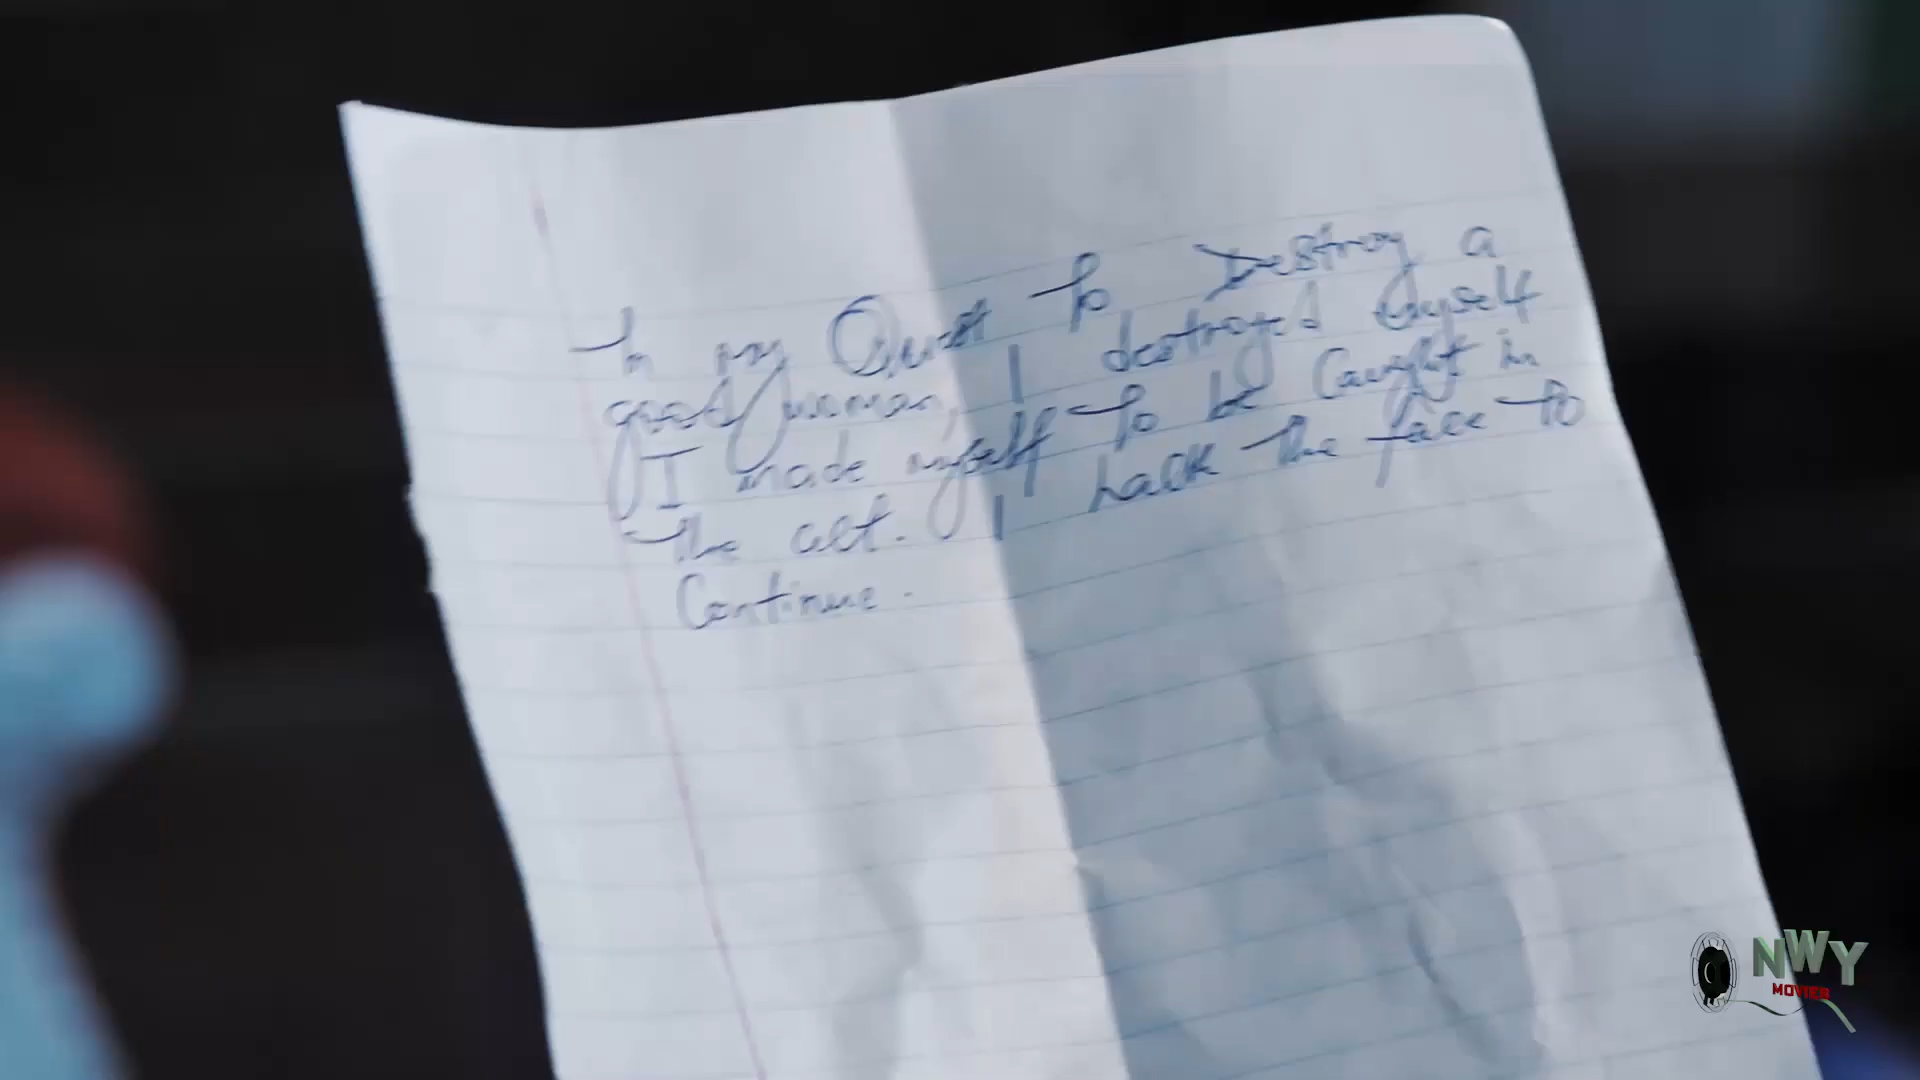 In my Quest to Destroy a
good woman, I destroyed myself
I made myself to be Caught in
the act. I lack the face to
Continue.
NWY
MOVIES